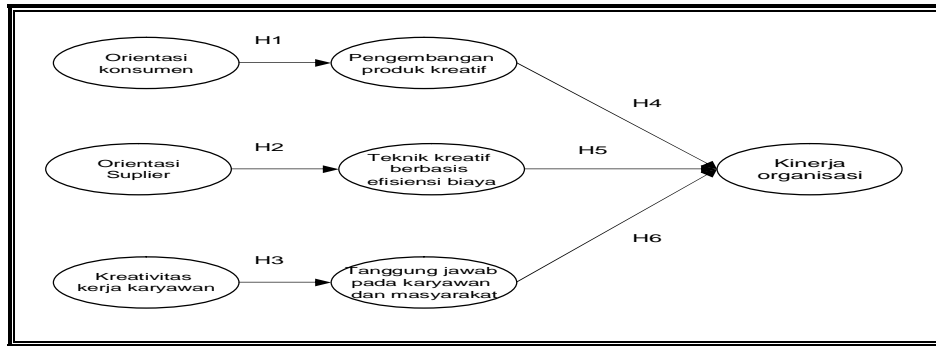 H1
Orientasi
konsumen
Pengembangan
produk kreatif
H4
H2
Orientasi
Suplier
Teknik kreatif
berbasis
efisiensi biaya
H5
Kinerja
organisasi
H3
Kreativitas
kerja karyawan
Tanggung jawab
pada karyawan
dan masyarakat
H6